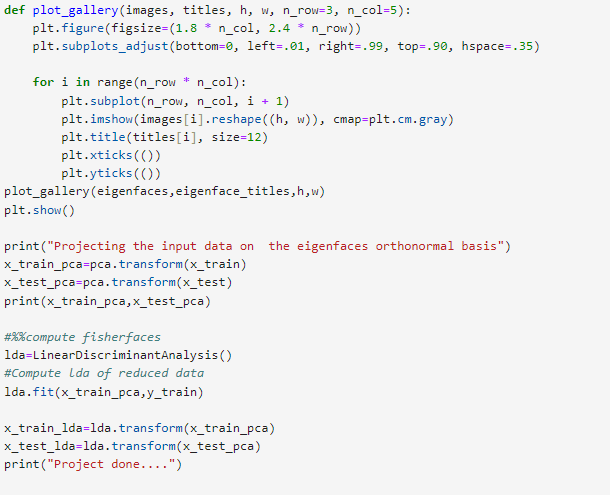 def plot_gallery(images, titles, h, w, n_row=3, n_col=5):
    plt.figure(figsize=(1.8 * n_col, 2.4 * n_row))
    plt.subplots_adjust(bottom=0, left=.01, right=.99, top=.90, hspace=.35)

    for i in range(n_row * n_col):
        plt.subplot(n_row, n_col, i + 1)
        plt.imshow(images[i].reshape((h, w)), cmap=plt.cm.gray)
        plt.title(titles[i], size=12)
        plt.xticks(())
        plt.yticks(())
plot_gallery(eigenfaces,eigenface_titles,h,w)
plt.show()

print("Projecting the input data on  the eigenfaces orthonormal basis")
x_train_pca=pca.transform(x_train)
x_test_pca=pca.transform(x_test)
print(x_train_pca,x_test_pca)

#%%compute fisherfaces
lda=LinearDiscriminantAnalysis()
#Compute lda of reduced data
lda.fit(x_train_pca,y_train)

x_train_lda=lda.transform(x_train_pca)
x_test_lda=lda.transform(x_test_pca)
print("Project done....")